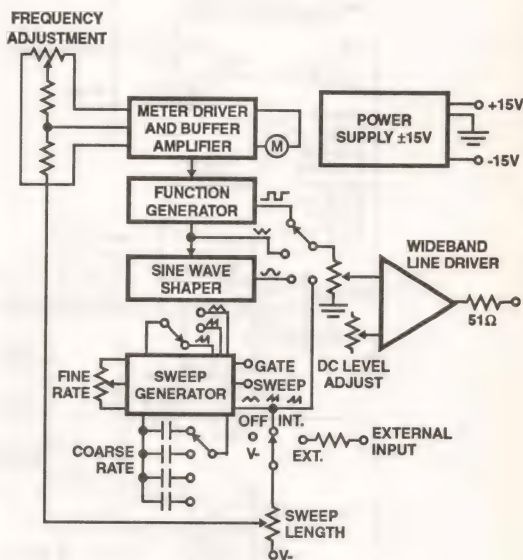 FREQUENCY
ADJUSTMENT
METER DRIVER
AND BUFFER
AMPLIFIER
M
POWER
SUPPLY ±15V
+15V
-15V
FUNCTION
GENERATOR
SINE WAVE
SHAPER
WIDEBAND
LINE DRIVER
51Ω
DC LEVEL
ADJUST
FINE
RATE
SWEEP
GENERATOR
GATE
SWEEP
OFF
INT.
V-
EXT.
EXTERNAL
INPUT
COARSE
RATE
SWEEP
LENGTH
V-